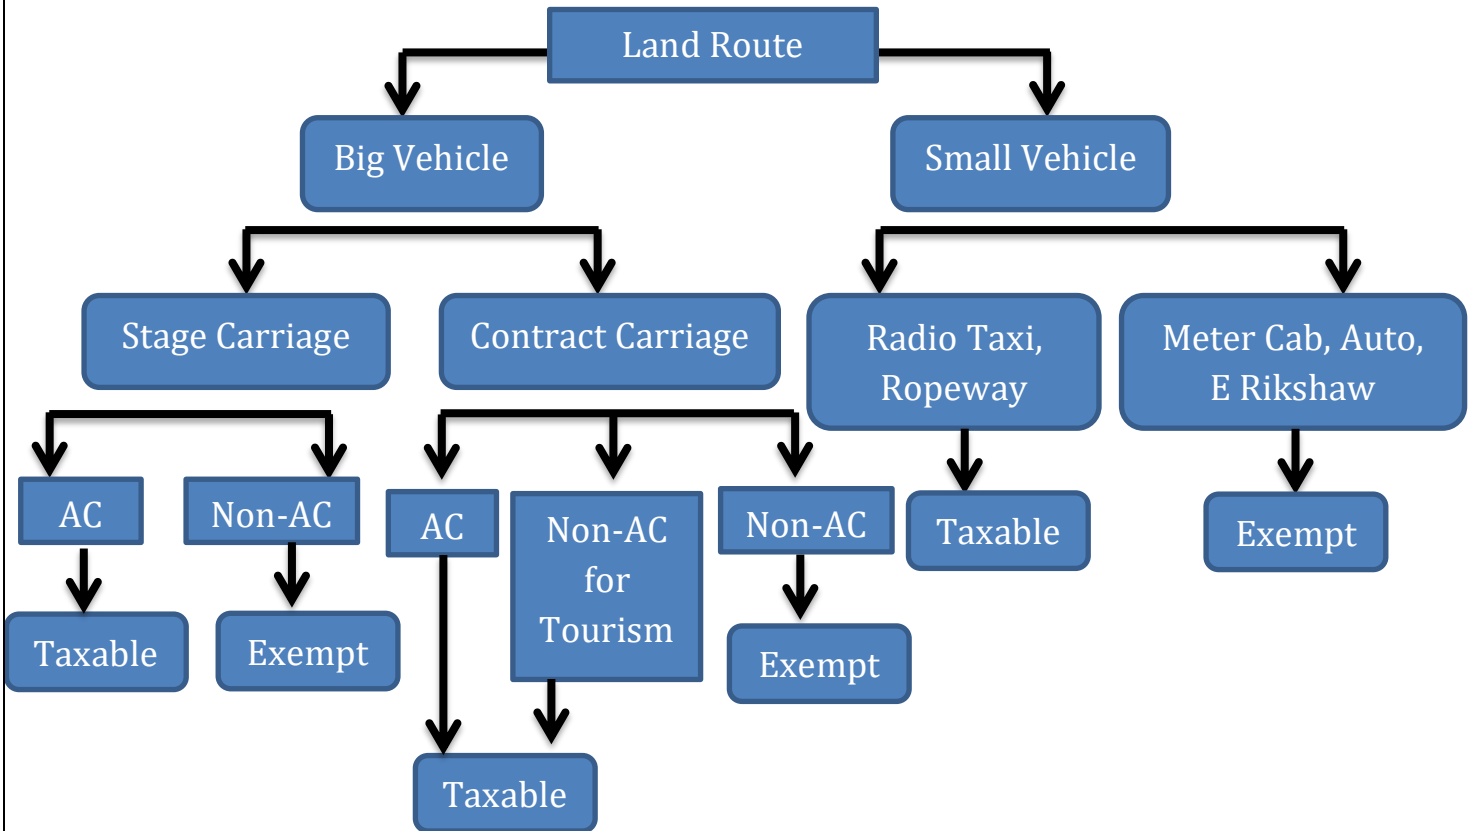 Land Route
Big Vehicle
Small Vehicle
Stage Carriage
Contract Carriage
Radio Taxi,
Ropeway
Meter Cab, Auto,
E Rikshaw
AC
Non-AC
AC
Non-AC
for
Tourism
Non-AC
Taxable
Exempt
Taxable
Exempt
Exempt
Taxable
Taxable